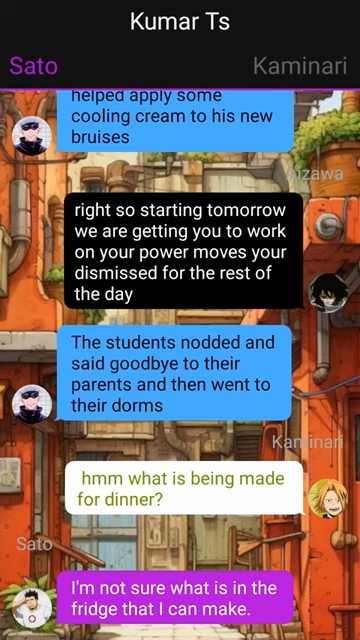 Kumar Ts
Sato
Kaminari
helped apply some
cooling cream to his new
bruises
Aizawa
right so starting tomorrow
we are getting you to work
on your power moves your
dismissed for the rest of
the day
The students nodded and
said goodbye to their
parents and then went to
their dorms
Kaminari
hmm what is being made
for dinner?
Sato
I'm not sure what is in the
fridge that I can make.